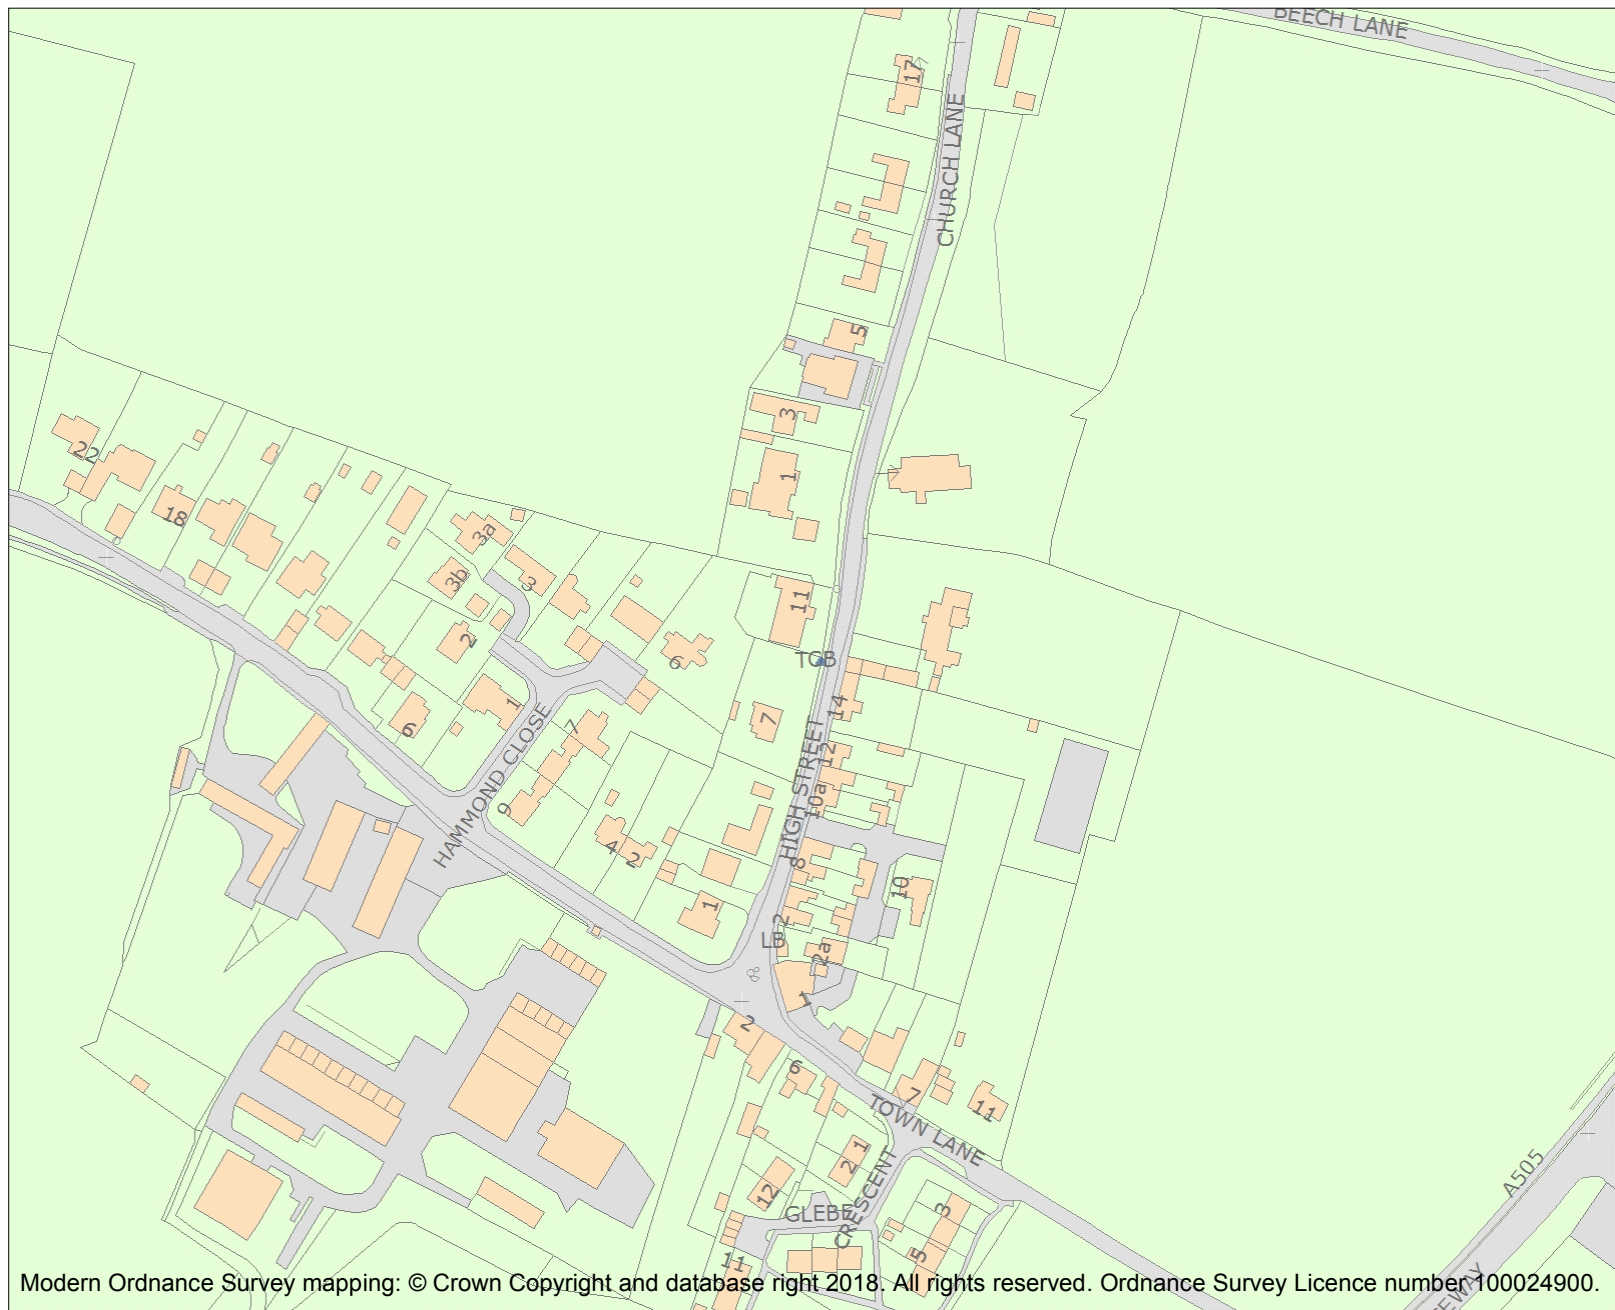 BEECH LANE
17
CHURCH LANE
5
3
1
22
18
3a
3b
3
11
2
TCB
6
1
7
14
6
HAMMOND CLOSE
7
HIGH STREET
12
10a
9
4
2
8
10
1
2
LB
2a
1
2
6
7
11
TOWN LANE
1
2
12
GLEBE
CRESCENT
3
5
11
A505
EWAY
Modern Ordnance Survey mapping: © Crown Copyright and database right 2018. All rights reserved. Ordnance Survey Licence number 100024900.